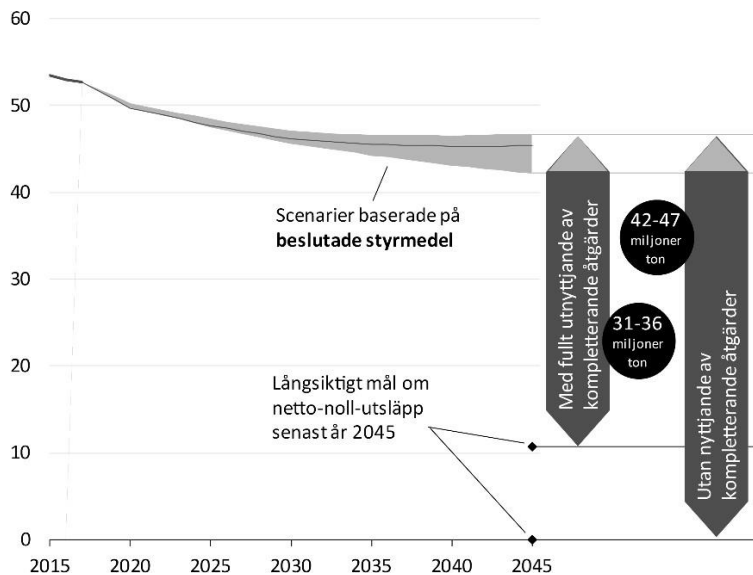 60
50
40
30
20
10
0
2015 2020 2025 2030 2035 2040 2045
Scenarier baserade på
beslutade styrmedel
Långsiktigt mål om
netto-noll-utsläpp
senast år 2045
Med fullt utnyttjande av
kompletterande åtgärder
42-47
miljoner
ton
31-36
miljoner
ton
Utan nyttjande av
kompletterande åtgärder